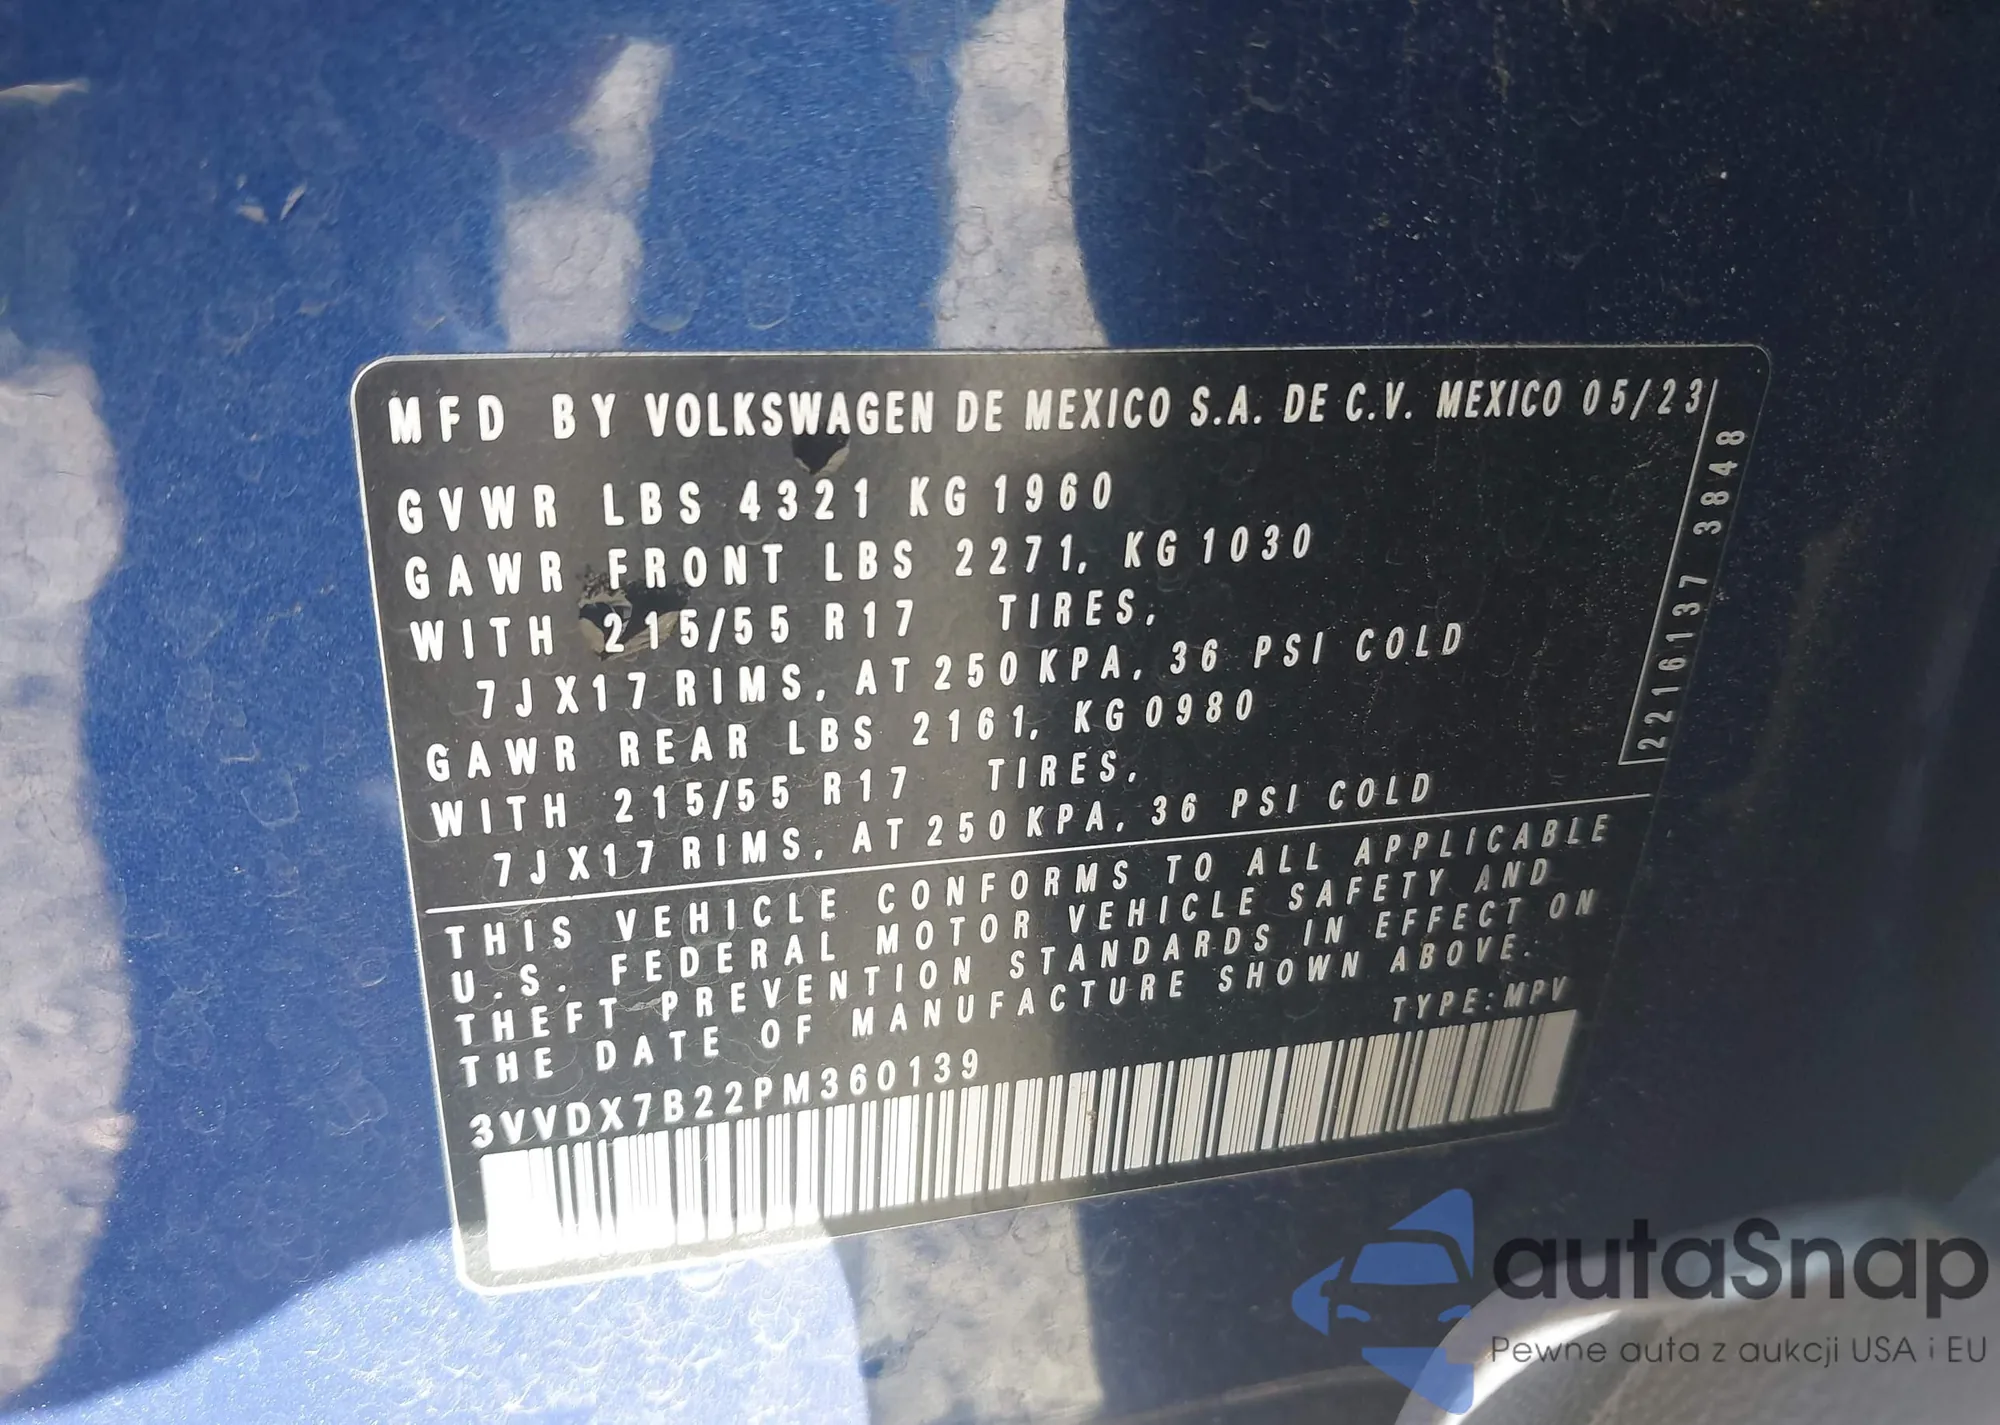 MFD BY VOLKSWAGEN DE MEXICO S.A. DE C.V. MEXICO 05/23
GVWR LBS 4321 KG 1960
GAWR FRONT LBS 2271, KG 1030
WITH 215/55 R17 TIRES,
7JX17 RIMS, AT 250 KPA, 36 PSI COLD
GAWR REAR LBS 2161, KG 0980
WITH 215/55 R17 TIRES,
7JX17 RIMS, AT 250 KPA, 36 PSI COLD
2216137 3848
THIS VEHICLE CONFORMS TO ALL APPLICABLE
U.S. FEDERAL MOTOR VEHICLE SAFETY AND
THEFT PREVENTION STANDARDS IN EFFECT ON
THE DATE OF MANUFACTURE SHOWN ABOVE.
TYPE:MPV
3VVDX7B22PM360139
autaSnap
Pewne auta z aukcji USA i EU